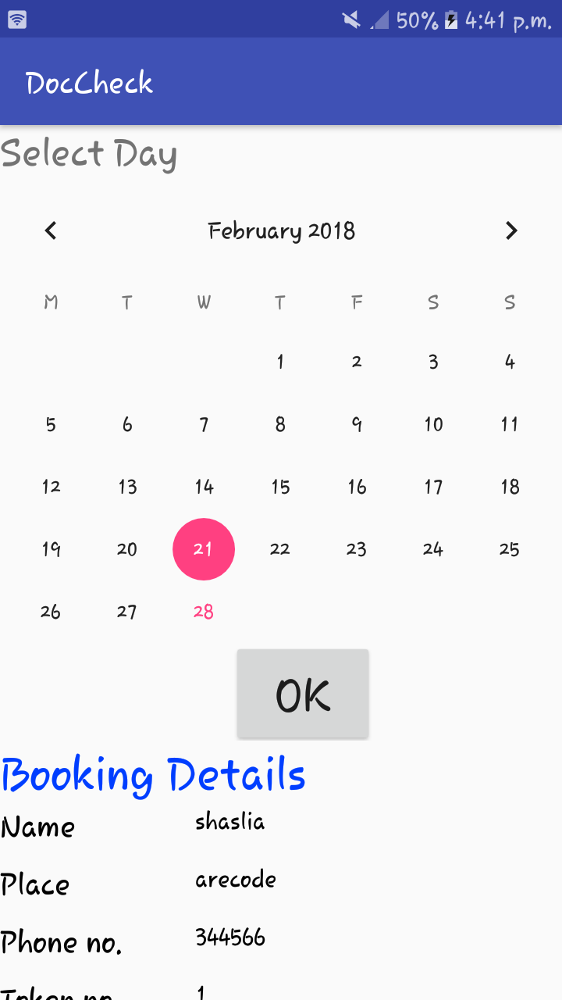 50% 4:41 p.m.
DocCheck
Select Day
February 2018
M T W T F S S
1 2 3 4
5 6 7 8 9 10 11
12 13 14 15 16 17 18
19 20 21 22 23 24 25
26 27 28
OK
Booking Details
Name shaslia
Place arecode
Phone no. 344566
Token no 1